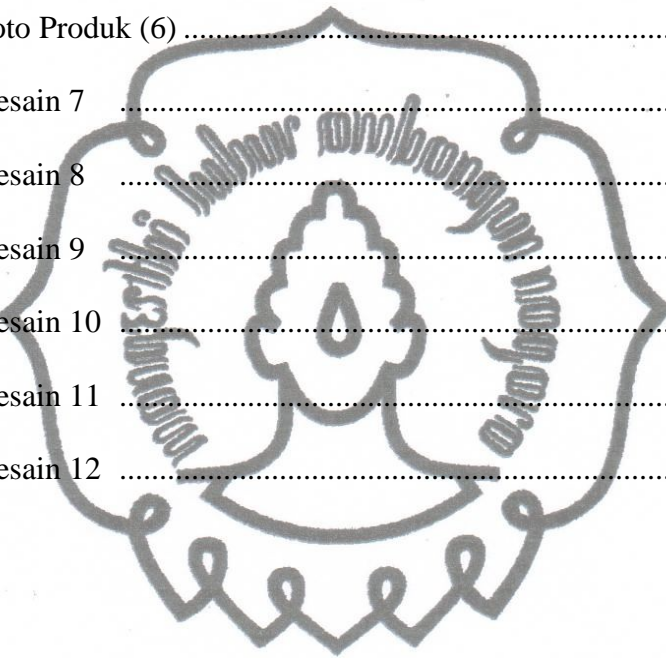 oto Produk (6) ........................................................................
esain 7 ........................................................................
esain 8 ........................................................................
esain 9 ........................................................................
esain 10 ........................................................................
esain 11 ........................................................................
esain 12 ........................................................................